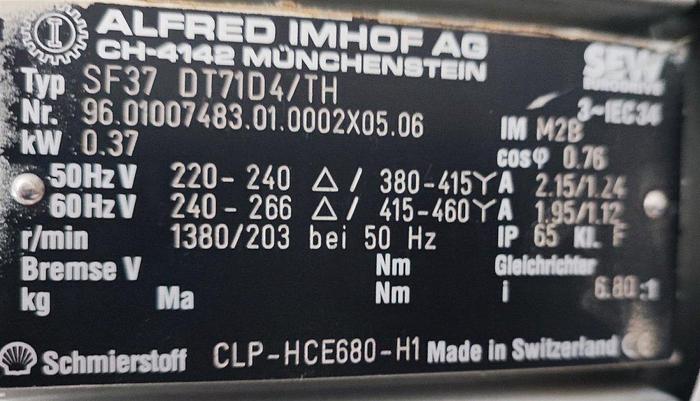 ALFRED IMHOF AG
CH-4142 MÜNCHENSTEIN
SEW
Typ SF37 DT71D4/TH
3~IEC34
Nr. 96.01007483.01.0002X05.06
IM M2B
kW 0.37
cosφ 0.76
50Hz V 220-240 △/ 380-415 Y A 2.15/1.24
60Hz V 240-266 △/ 415-460 Y A 1.95/1.12
r/min 1380/203 bei 50 Hz IP 65 Kl. F
Bremse V Nm Gleichrichter
kg Ma Nm i 6.80 :1
Schmierstoff CLP-HCE680-H1 Made in Switzerland CE